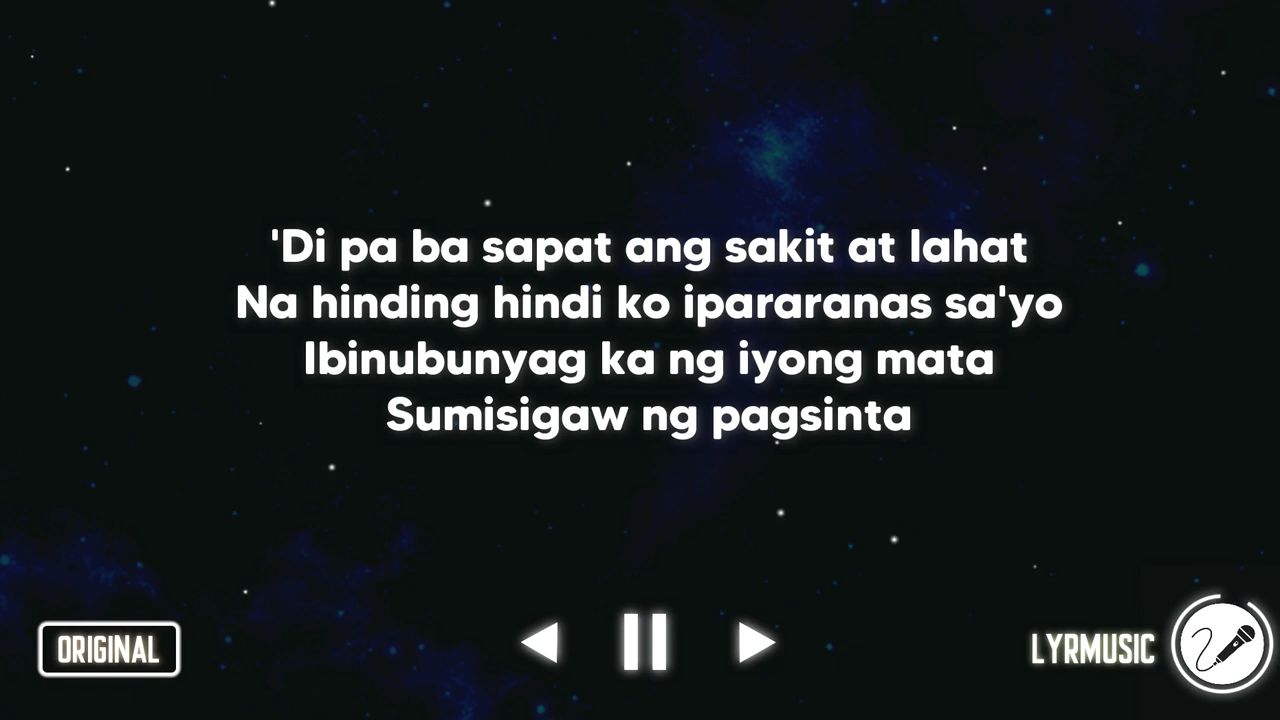 'Di pa ba sapat ang sakit at lahat
Na hinding hindi ko ipararanas sa'yo
Ibinubunyag ka ng iyong mata
Sumisigaw ng pagsinta
ORIGINAL
LYRMUSIC